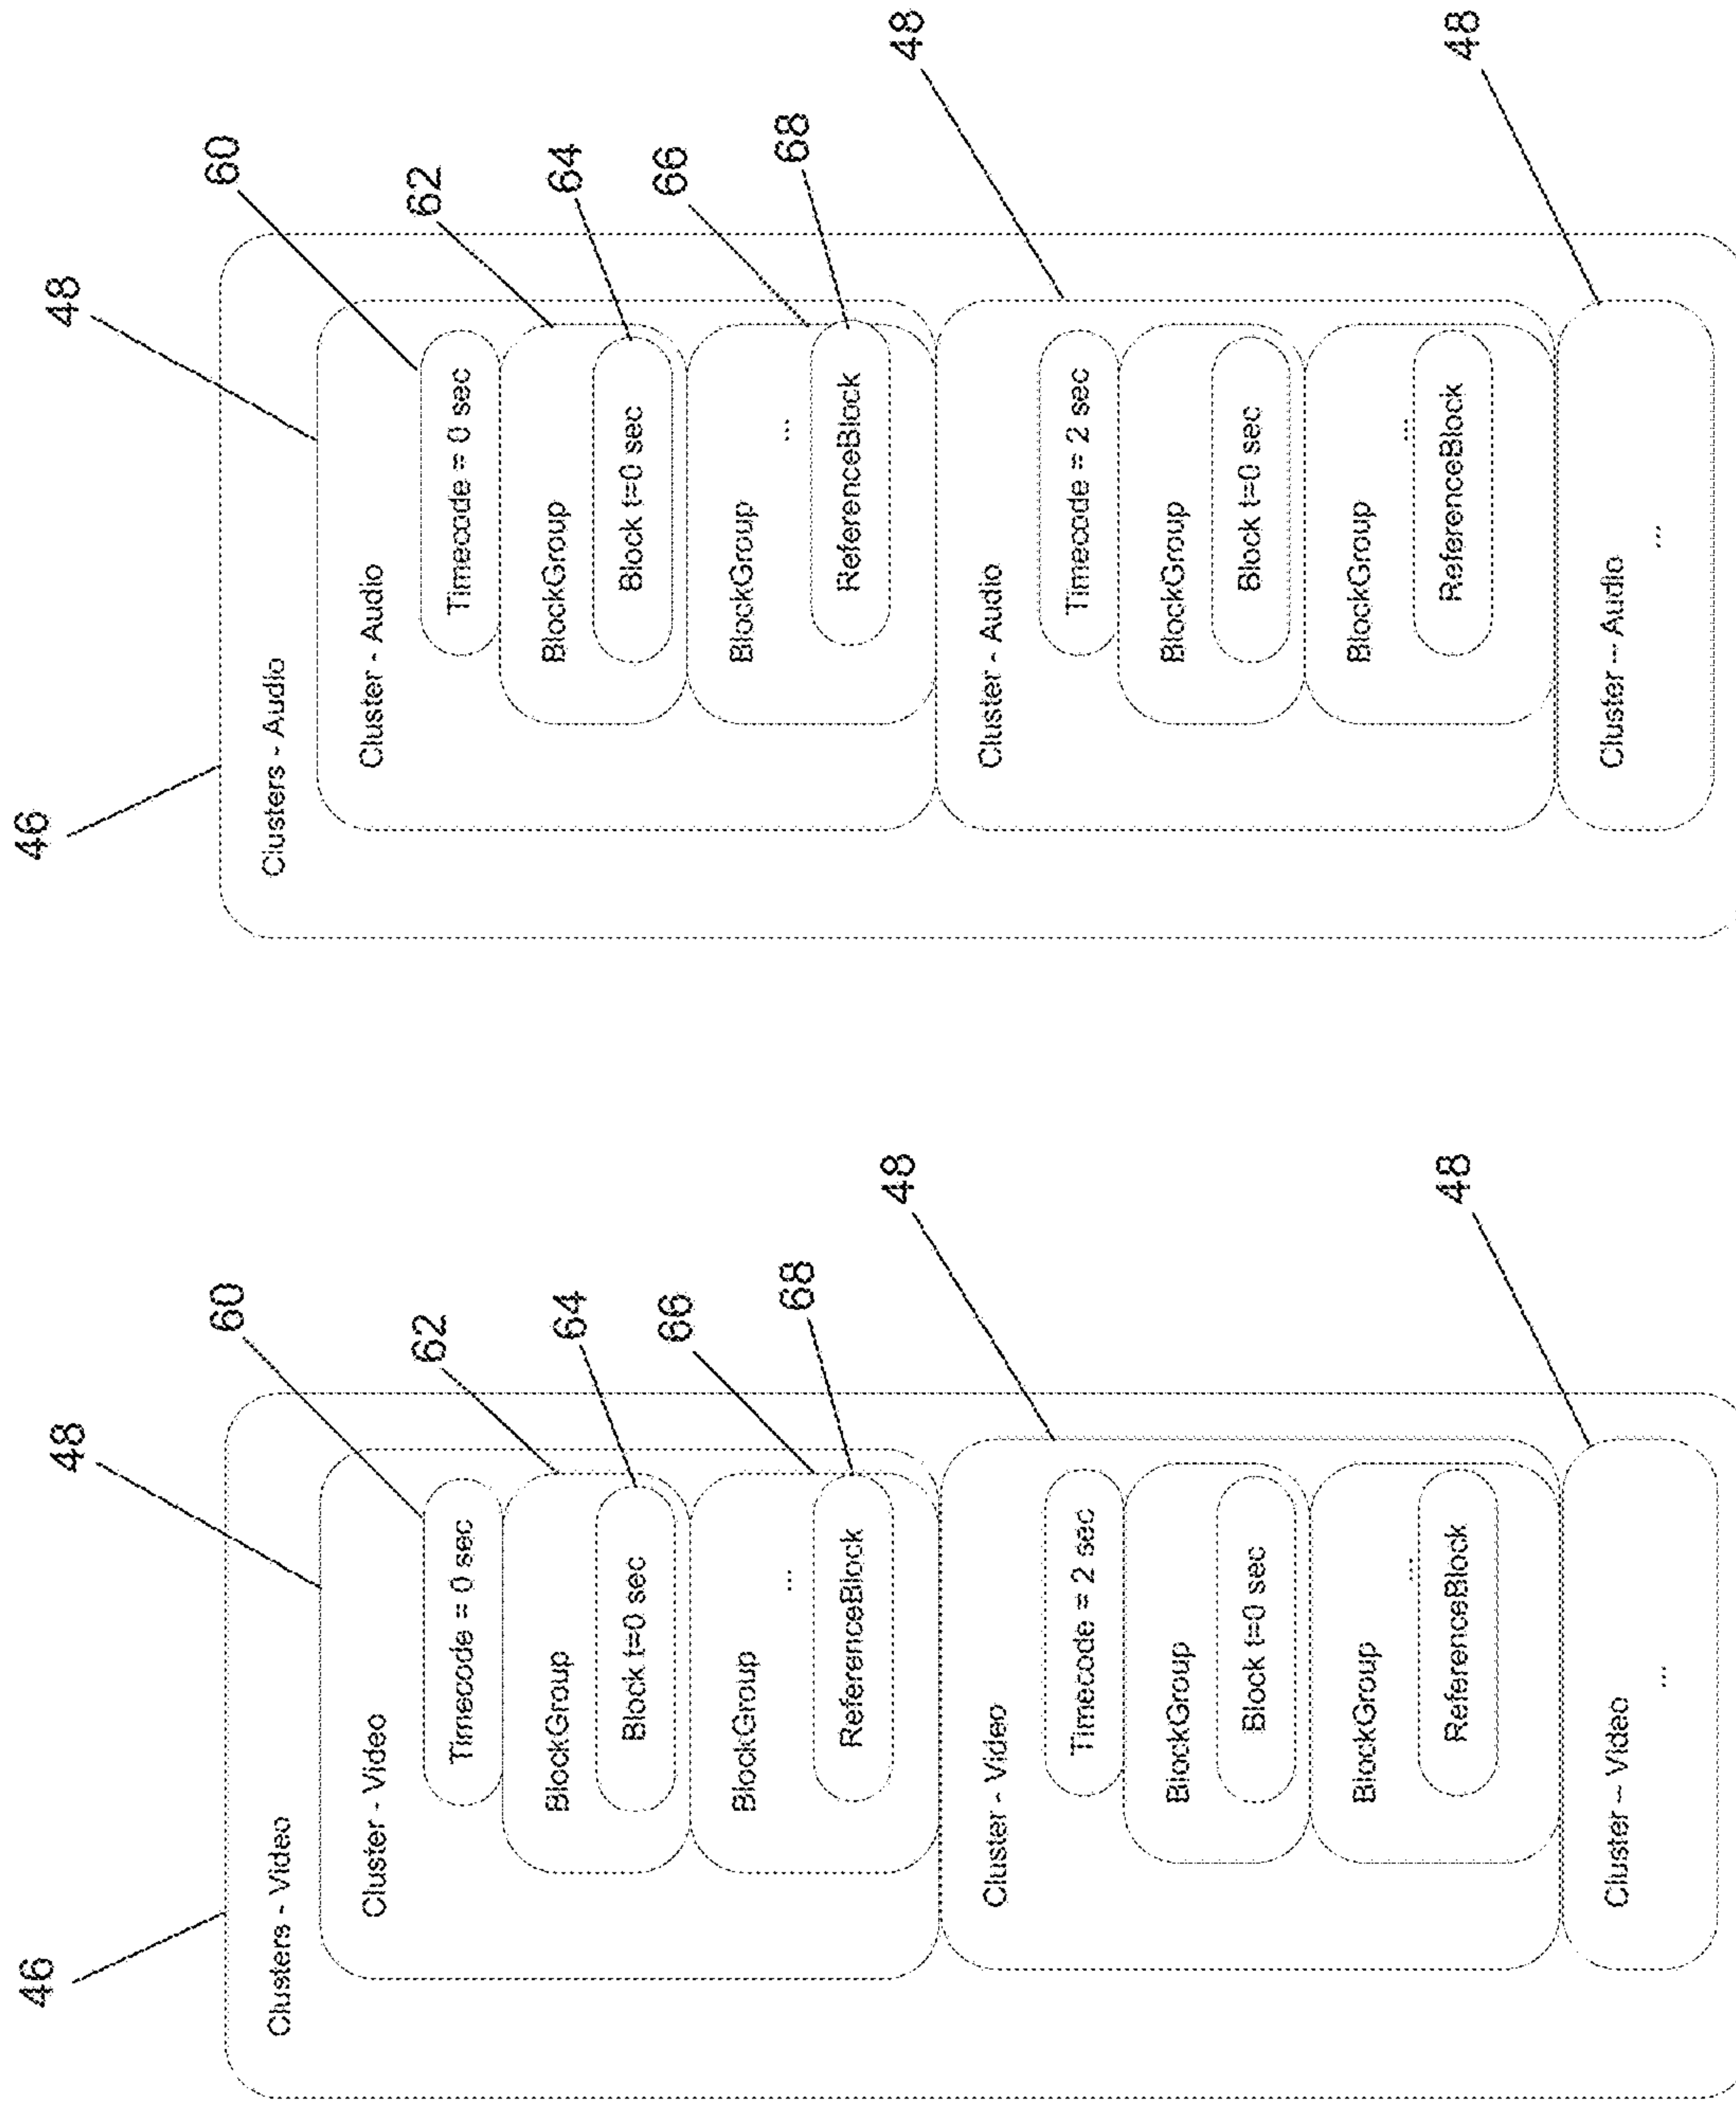 46
Clusters - Video
48
Cluster - Video
60
Timecode = 0 sec
62
BlockGroup
64
Block t=0 sec
66
BlockGroup
...
68
ReferenceBlock
48
Cluster - Video
Timecode = 2 sec
BlockGroup
Block t=0 sec
BlockGroup
...
ReferenceBlock
48
Cluster -- Video
...
46
Clusters - Audio
48
Cluster - Audio
60
Timecode = 0 sec
62
BlockGroup
64
Block t=0 sec
66
BlockGroup
...
68
ReferenceBlock
48
Cluster - Audio
Timecode = 2 sec
BlockGroup
Block t=0 sec
BlockGroup
...
ReferenceBlock
48
Cluster -- Audio
...